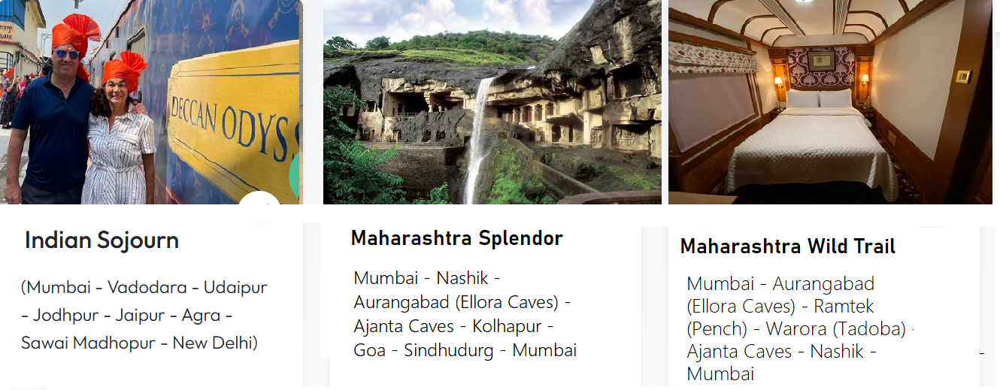 DECCAN ODYS
Indian Sojourn
(Mumbai - Vadodara - Udaipur
- Jodhpur - Jaipur - Agra -
Sawai Madhopur - New Delhi)
Maharashtra Splendor
Mumbai - Nashik -
Aurangabad (Ellora Caves) -
Ajanta Caves - Kolhapur -
Goa - Sindhudurg - Mumbai
Maharashtra Wild Trail
Mumbai - Aurangabad
(Ellora Caves) - Ramtek
(Pench) - Warora (Tadoba) -
Ajanta Caves - Nashik -
Mumbai